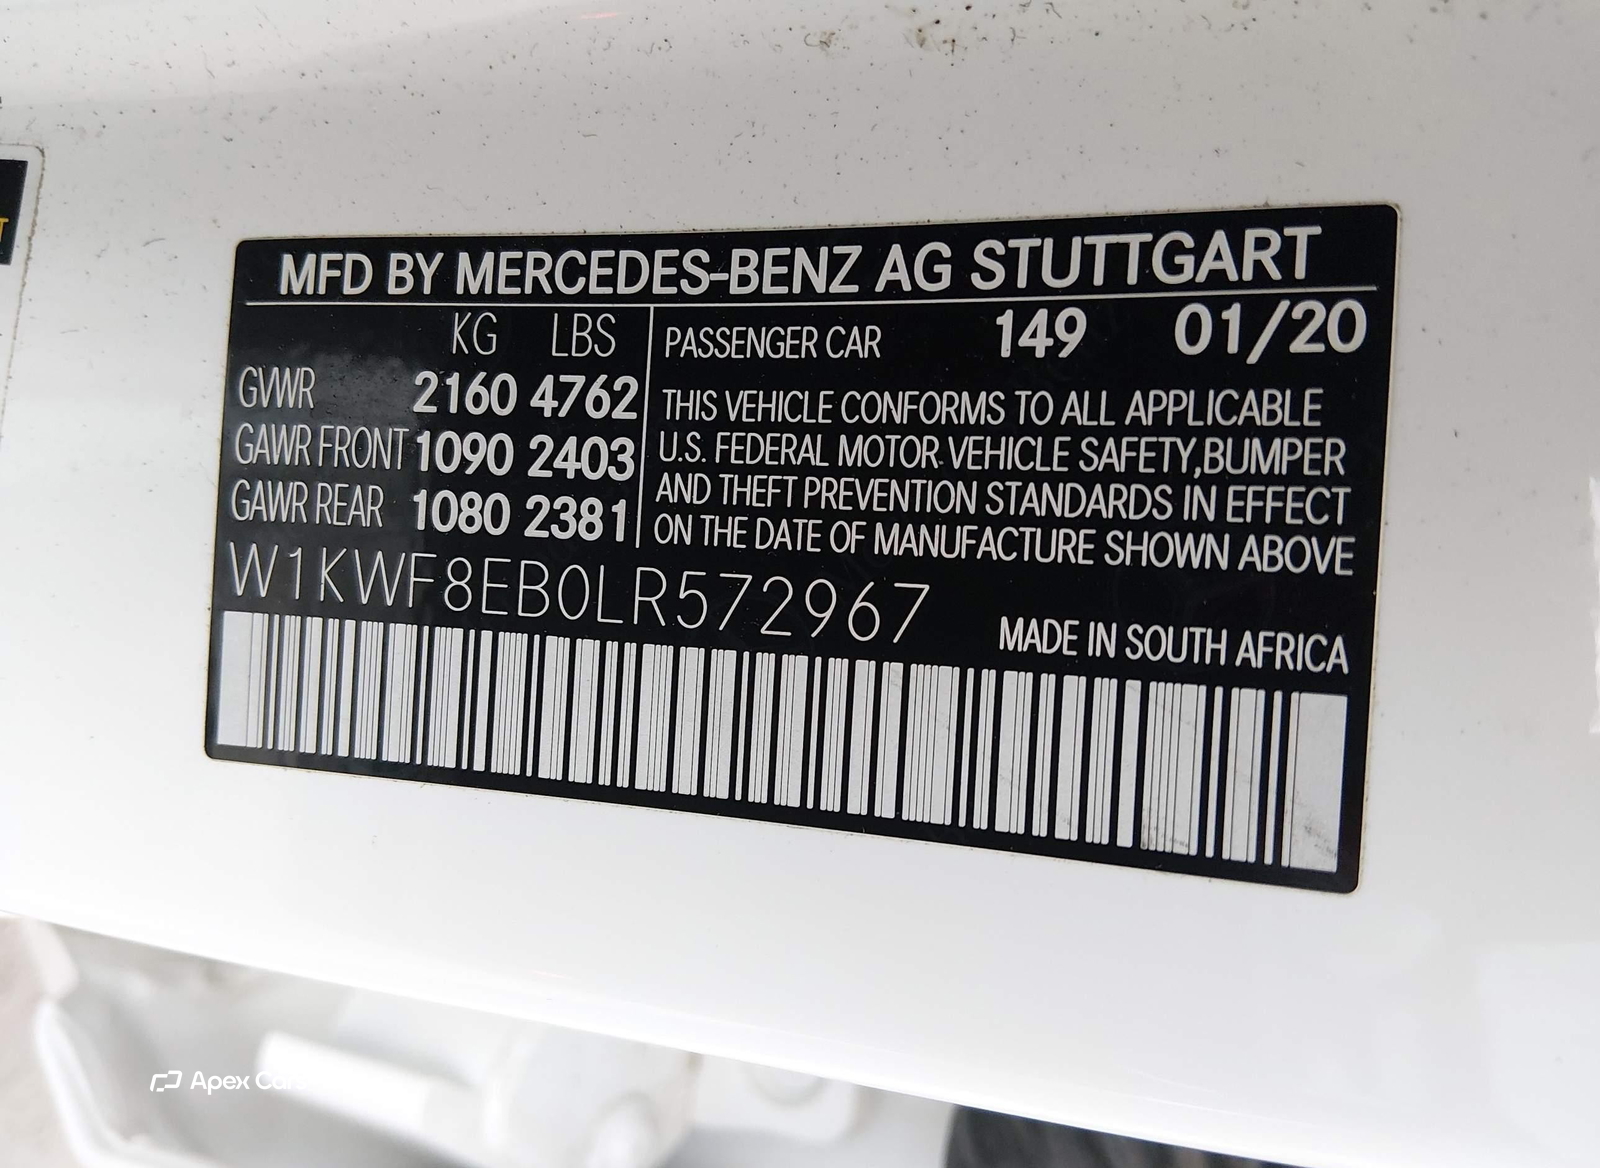 MFD BY MERCEDES-BENZ AG STUTTGART
KG LBS
GVWR 2160 4762
GAWR FRONT 1090 2403
GAWR REAR 1080 2381
PASSENGER CAR 149 01/20
THIS VEHICLE CONFORMS TO ALL APPLICABLE
U.S. FEDERAL MOTOR VEHICLE SAFETY,BUMPER
AND THEFT PREVENTION STANDARDS IN EFFECT
ON THE DATE OF MANUFACTURE SHOWN ABOVE
W1KWF8EB0LR572967
MADE IN SOUTH AFRICA
Apex Cars